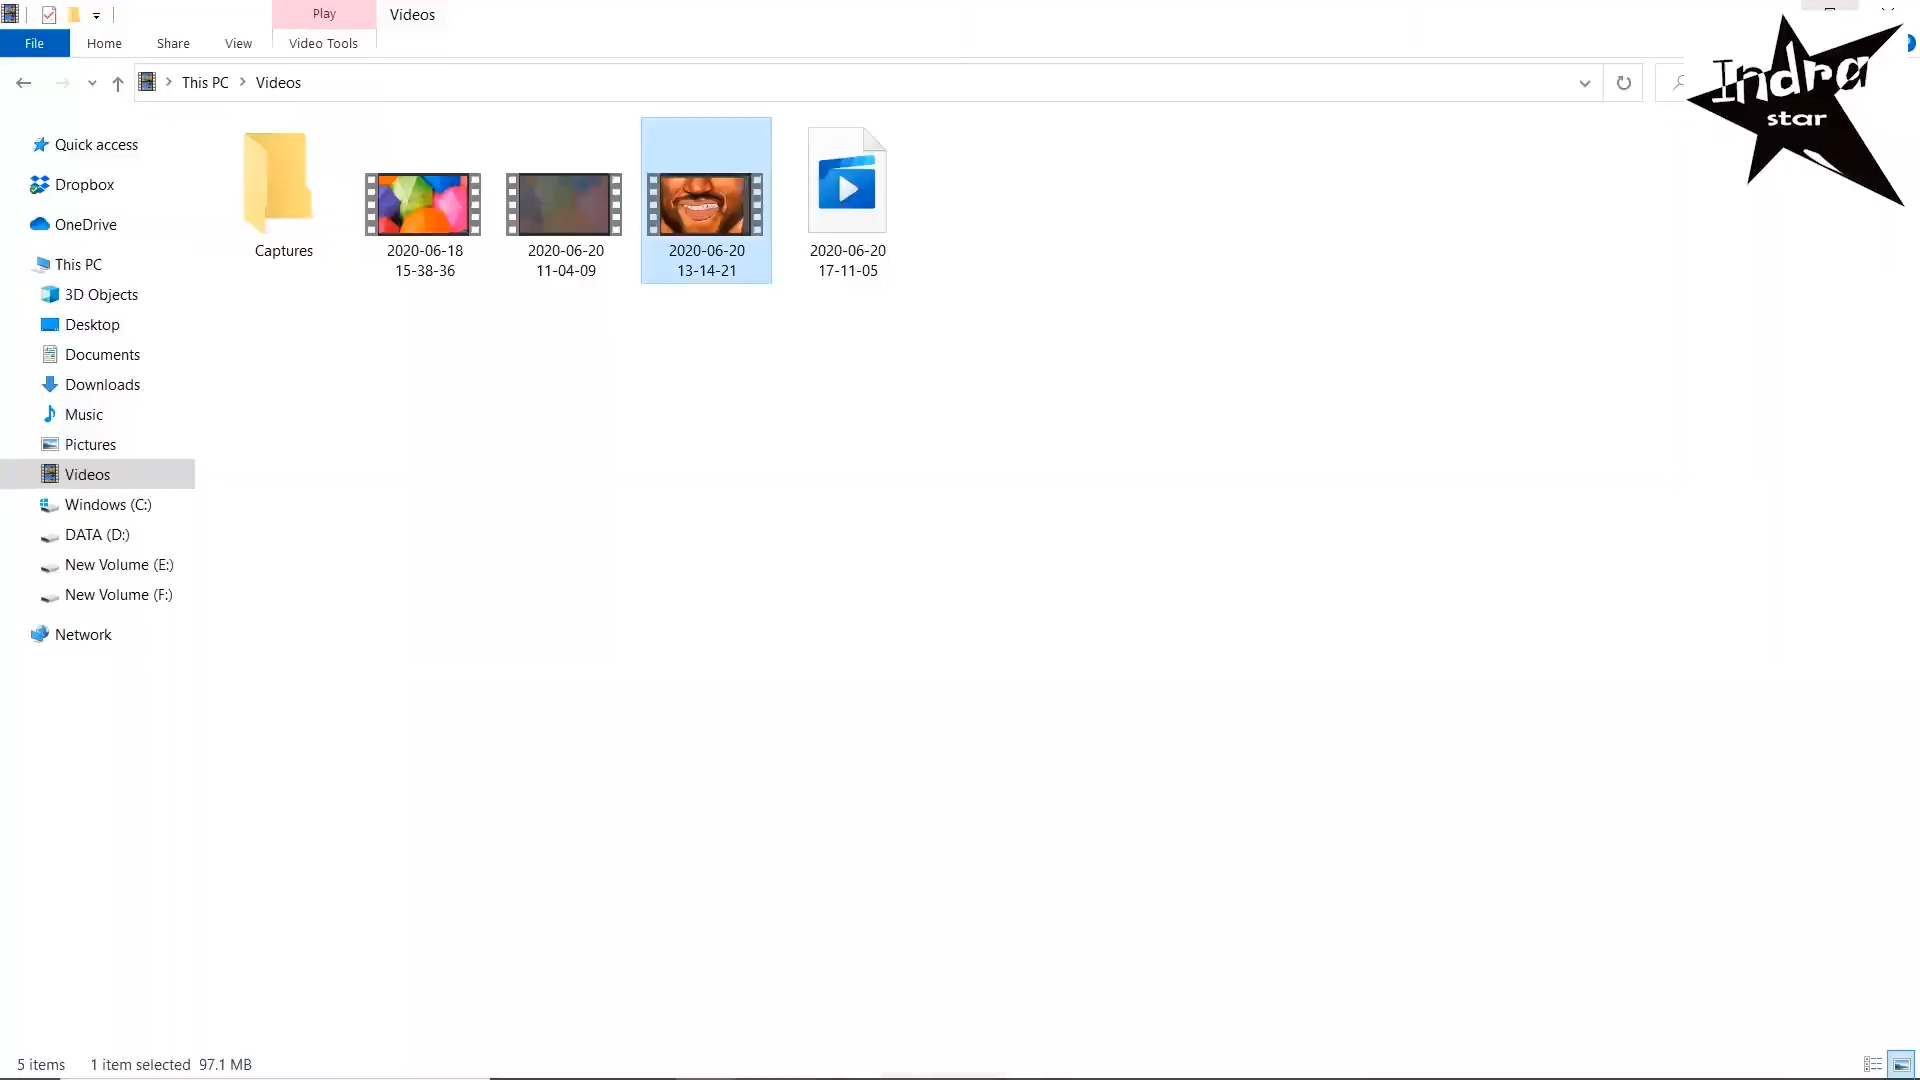 Play
Videos
File
Home
Share
View
Video Tools
This PC
Videos
Indra
star
Quick access
Dropbox
OneDrive
This PC
3D Objects
Desktop
Documents
Downloads
Music
Pictures
Videos
Windows (C:)
DATA (D:)
New Volume (E:)
New Volume (F:)
Network
Captures
2020-06-18
15-38-36
2020-06-20
11-04-09
2020-06-20
13-14-21
2020-06-20
17-11-05
5 items
1 item selected 97.1 MB